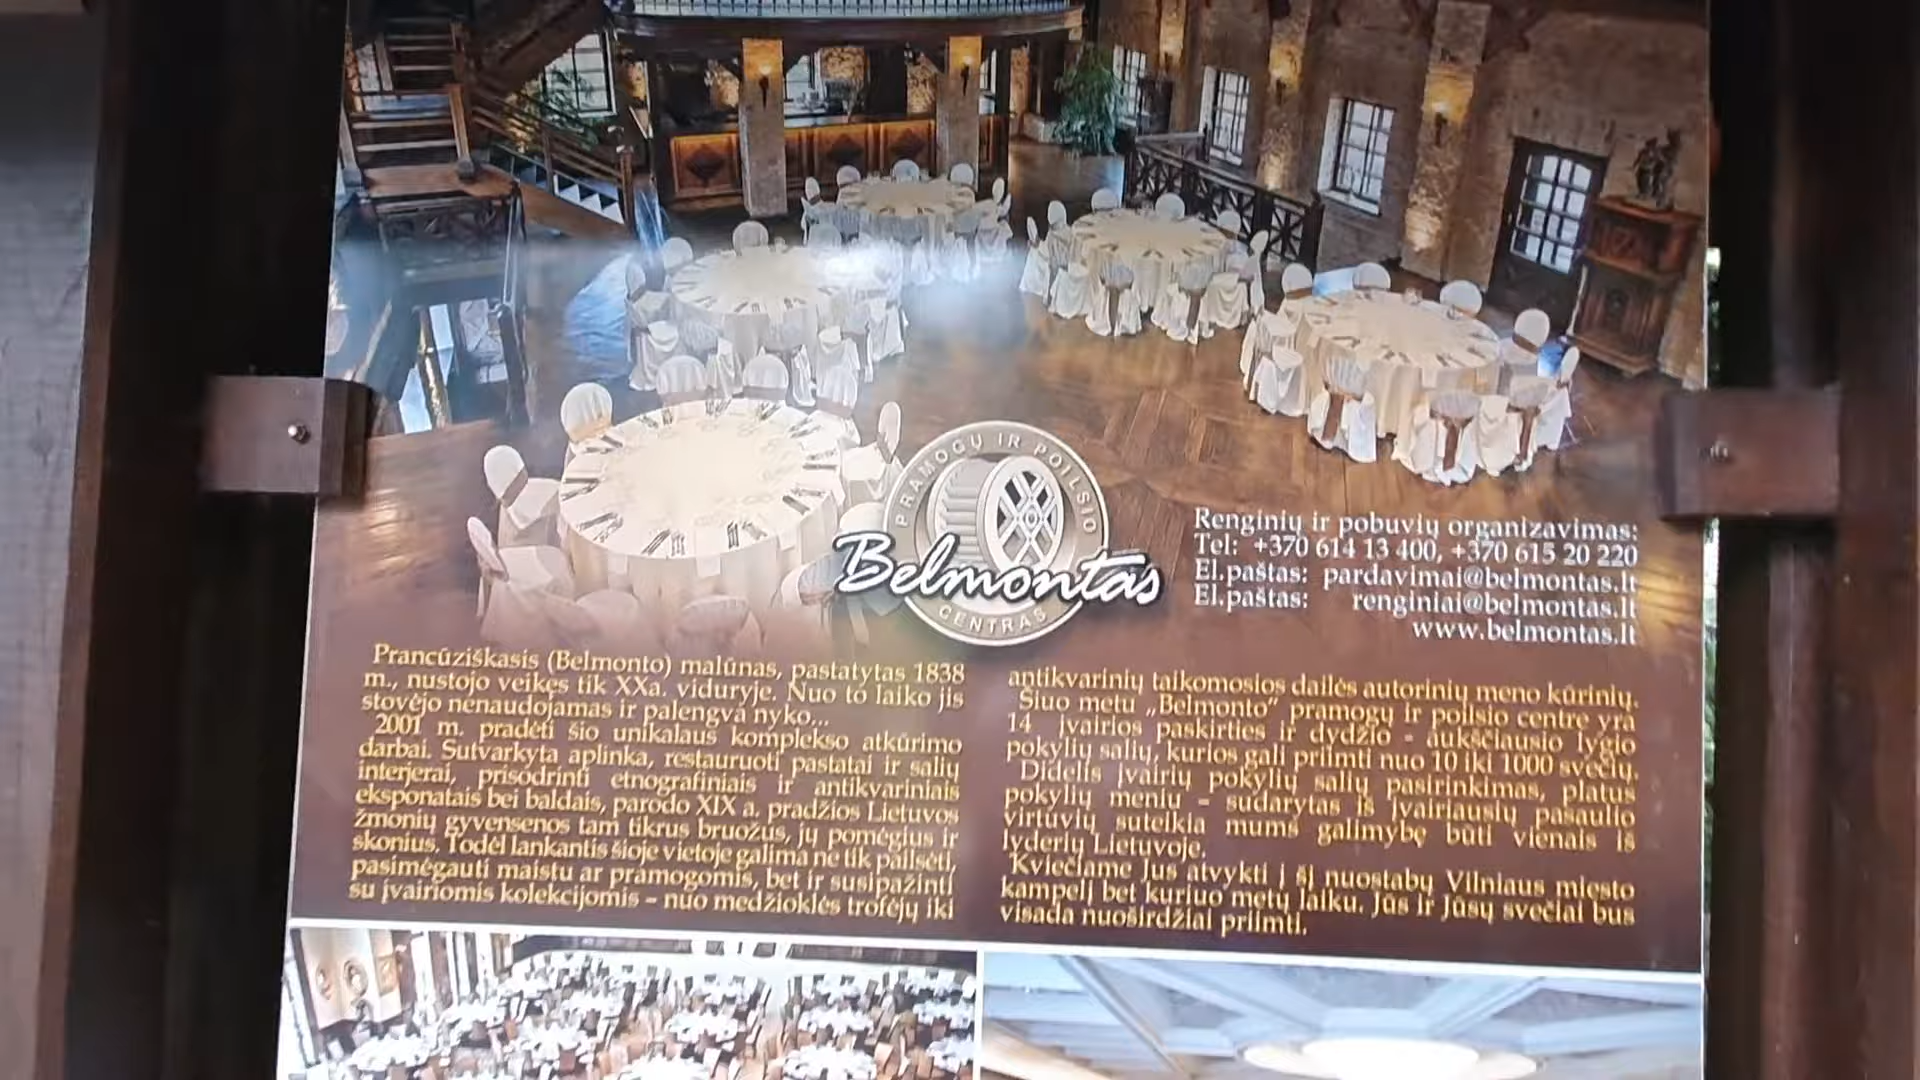 PRAMOGŲ IR POILSIO
Belmontas
CENTRAS
Renginių ir pobuvių organizavimas:
Tel: +370 614 13 400, +370 615 20 220
El.paštas: pardavimai@belmontas.lt
El.paštas: renginiai@belmontas.lt
www.belmontas.lt
Prancūziškasis (Belmonto) malūnas, pastatytas 1838
m., nustojo veikęs tik XXa. viduryje. Nuo to laiko jis
stovėjo nenaudojamas ir palengva nyko...
2001 m. pradėti šio unikalaus komplekso atkūrimo
darbai. Sutvarkyta aplinka, restauruoti pastatai ir salių
interjerai, prisodrinti etnografiniais ir antikvariniais
eksponatais bei baldais, parodo XIX a. pradžios Lietuvos
žmonių gyvensenos tam tikrus bruožus, jų pomėgius ir
skonius. Todėl lankantis šioje vietoje galima ne tik pailsėti,
pasimėgauti maistu ar pramogomis, bet ir susipažinti
su įvairiomis kolekcijomis – nuo medžioklės trofėjų iki
antikvarinių taikomosios dailės autorinių meno kūrinių.
Šiuo metu „Belmonto” pramogų ir poilsio centre yra
14 įvairios paskirties ir dydžio - aukščiausio lygio
pokylių salių, kurios gali priimti nuo 10 iki 1000 svečių.
Didelis įvairių pokylių salių pasirinkimas, platus
pokylių meniu – sudarytas iš įvairiausių pasaulio
virtuvių suteikia mums galimybę būti vienais iš
lyderių Lietuvoje.
Kviečiame Jus atvykti į šį nuostabų Vilniaus miesto
kampelį bet kuriuo metų laiku. Jūs ir Jūsų svečiai bus
visada nuoširdžiai priimti.